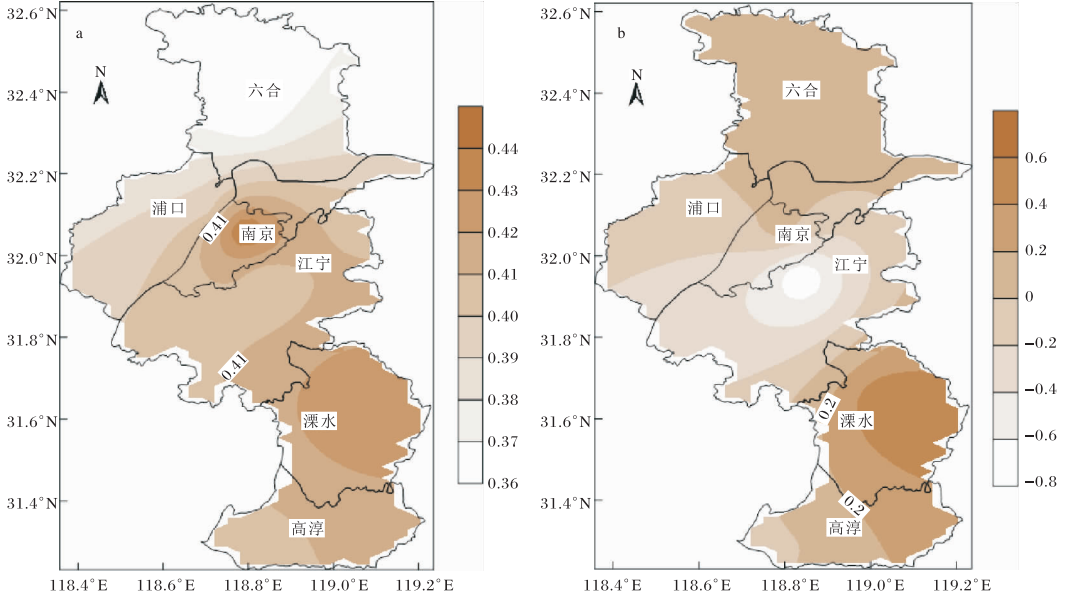 a
N
32.6°N
32.4°N
32.2°N
32.0°N
31.8°N
31.6°N
31.4°N
118.4°E
118.6°E
118.8°E
119.0°E
119.2°E
六合
浦口
0.41
南京
江宁
0.41
溧水
高淳
0.44
0.43
0.42
0.41
0.40
0.39
0.38
0.37
0.36
b
N
32.6°N
32.4°N
32.2°N
32.0°N
31.8°N
31.6°N
31.4°N
118.4°E
118.6°E
118.8°E
119.0°E
119.2°E
六合
浦口
南京
江宁
0.2
溧水
0.2
高淳
0.6
0.4
0.2
0
-0.2
-0.4
-0.6
-0.8